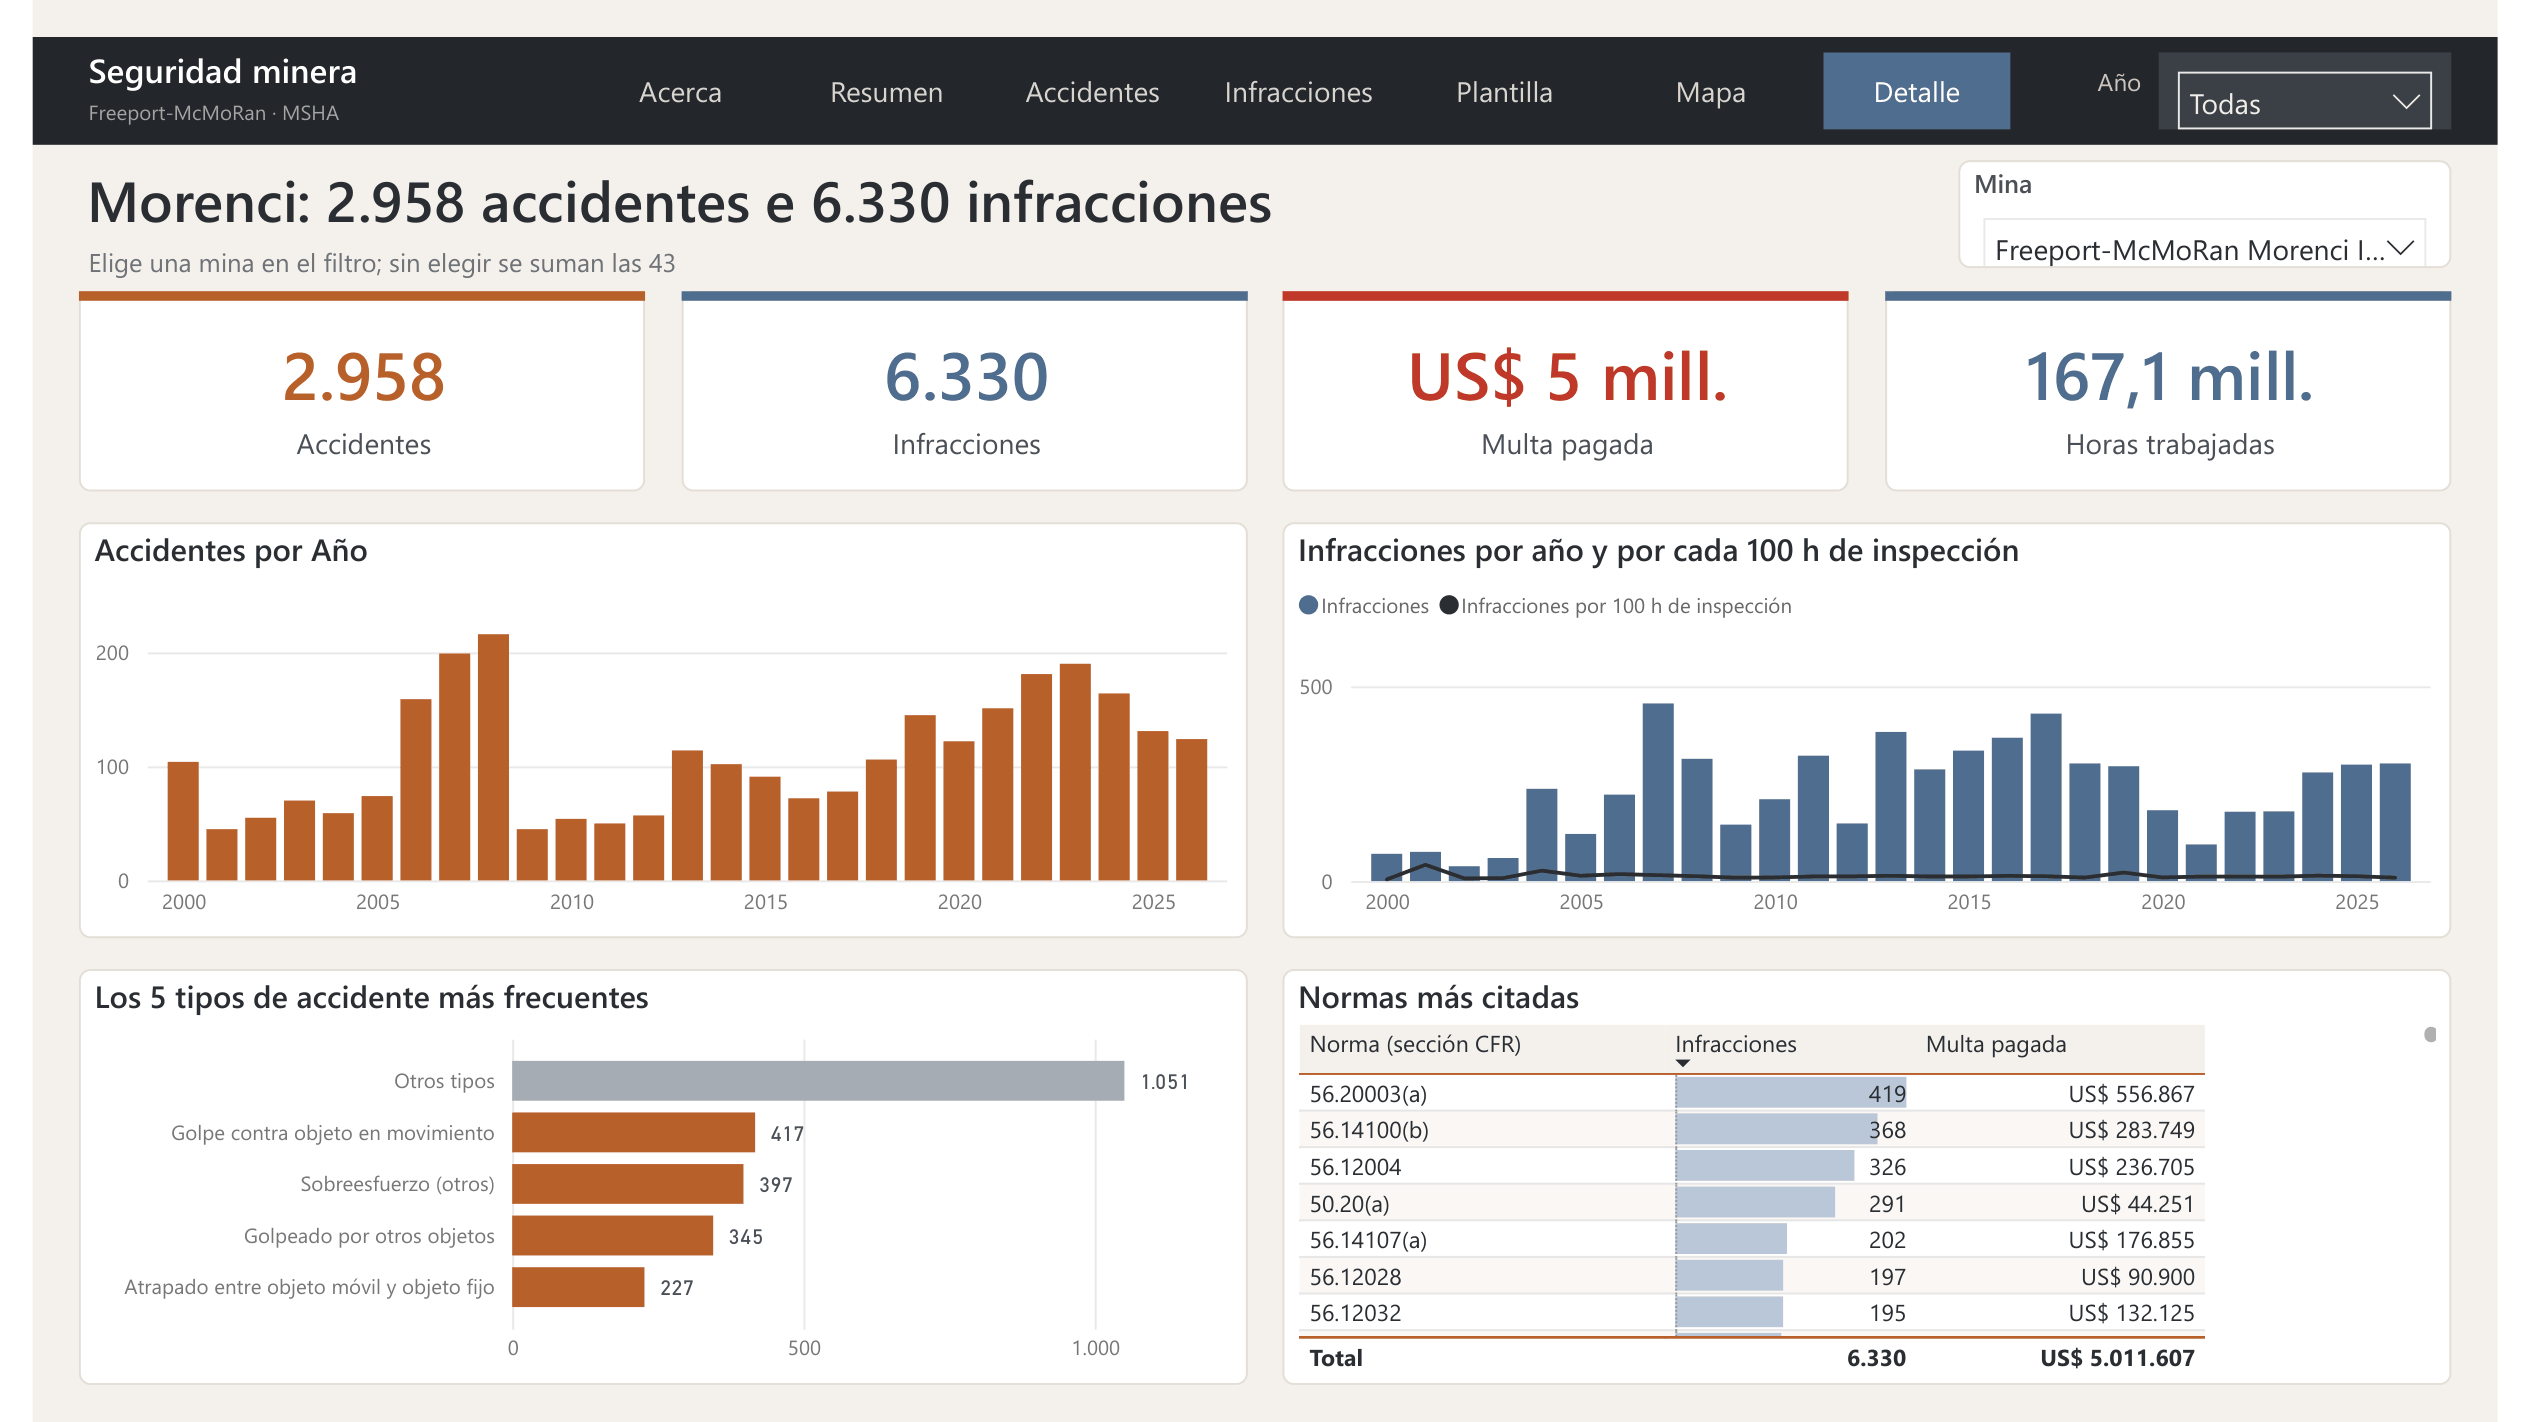 Seguridad minera
Freeport-McMoRan · MSHA
Acerca
Resumen
Accidentes
Infracciones
Plantilla
Mapa
Detalle
Año
Todas
Morenci: 2.958 accidentes e 6.330 infracciones
Elige una mina en el filtro; sin elegir se suman las 43
Mina
Freeport-McMoRan Morenci I...
2.958
Accidentes
6.330
Infracciones
US$ 5 mill.
Multa pagada
167,1 mill.
Horas trabajadas
Accidentes por Año
200
100
0
2000 2005 2010 2015 2020 2025
Infracciones por año y por cada 100 h de inspección
Infracciones Infracciones por 100 h de inspección
500
0
2000 2005 2010 2015 2020 2025
Los 5 tipos de accidente más frecuentes
Otros tipos 1.051
Golpe contra objeto en movimiento 417
Sobreesfuerzo (otros) 397
Golpeado por otros objetos 345
Atrapado entre objeto móvil y objeto fijo 227
0 500 1.000
Normas más citadas
Norma (sección CFR) Infracciones Multa pagada
56.20003(a) 419 US$ 556.867
56.14100(b) 368 US$ 283.749
56.12004 326 US$ 236.705
50.20(a) 291 US$ 44.251
56.14107(a) 202 US$ 176.855
56.12028 197 US$ 90.900
56.12032 195 US$ 132.125
Total 6.330 US$ 5.011.607